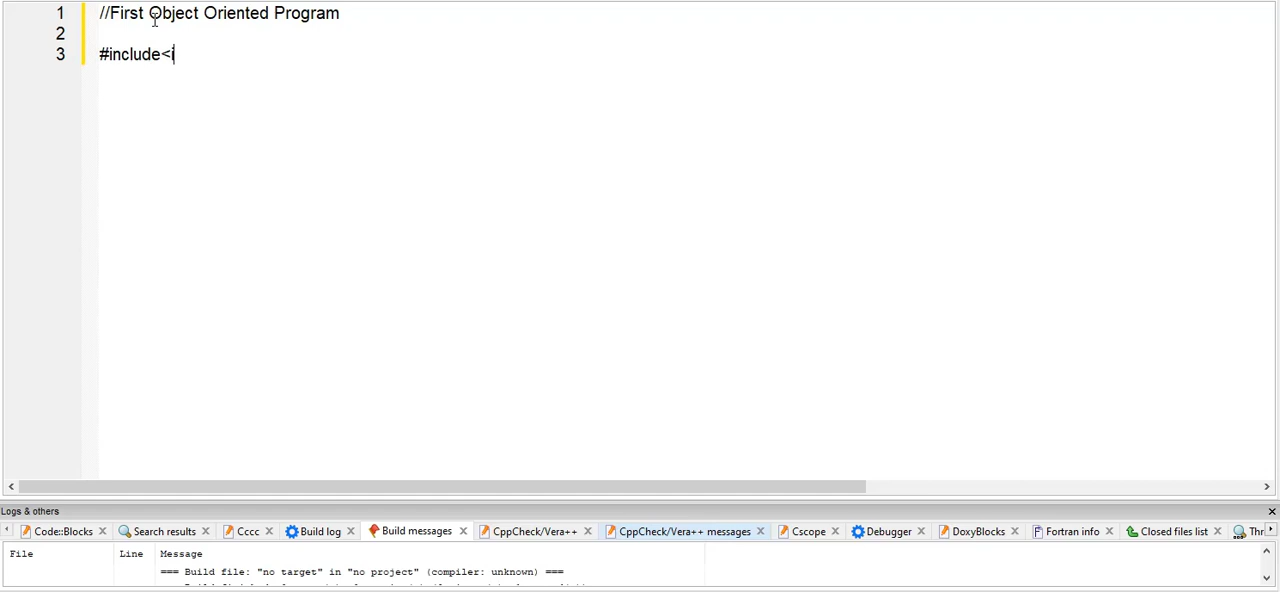 1 //First Object Oriented Program
2
3 #include<i
Logs & others
Code::Blocks Search results Cccc Build log Build messages CppCheck/Vera++ CppCheck/Vera++ messages Cscope Debugger DoxyBlocks Fortran info Closed files list Thr
File Line Message
=== Build file: "no target" in "no project" (compiler: unknown) ===